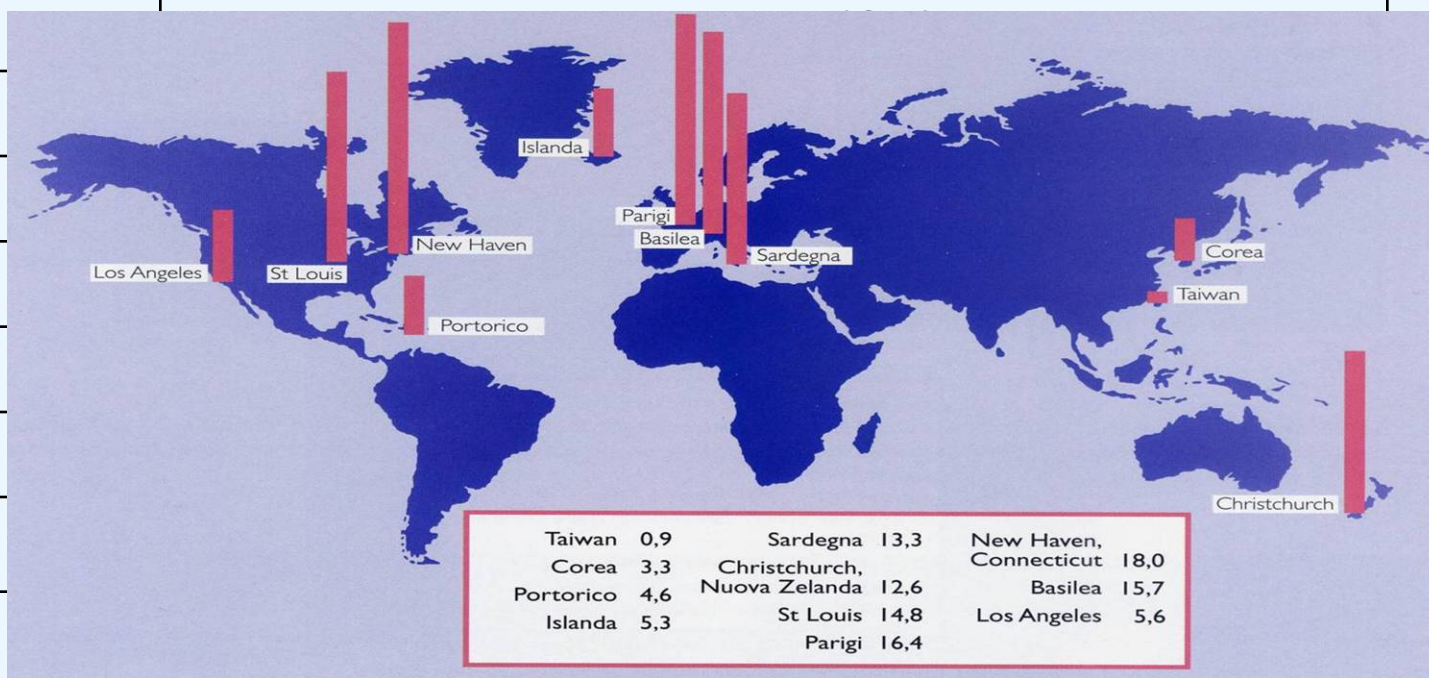 Islanda
Parigi
Basilea
New Haven
Sardegna
Corea
Los Angeles
St Louis
Taiwan
Portorico
Christchurch
Taiwan 0,9
Corea 3,3
Portorico 4,6
Islanda 5,3
Sardegna 13,3
Christchurch,
Nuova Zelanda 12,6
St Louis 14,8
Parigi 16,4
New Haven,
Connecticut 18,0
Basilea 15,7
Los Angeles 5,6